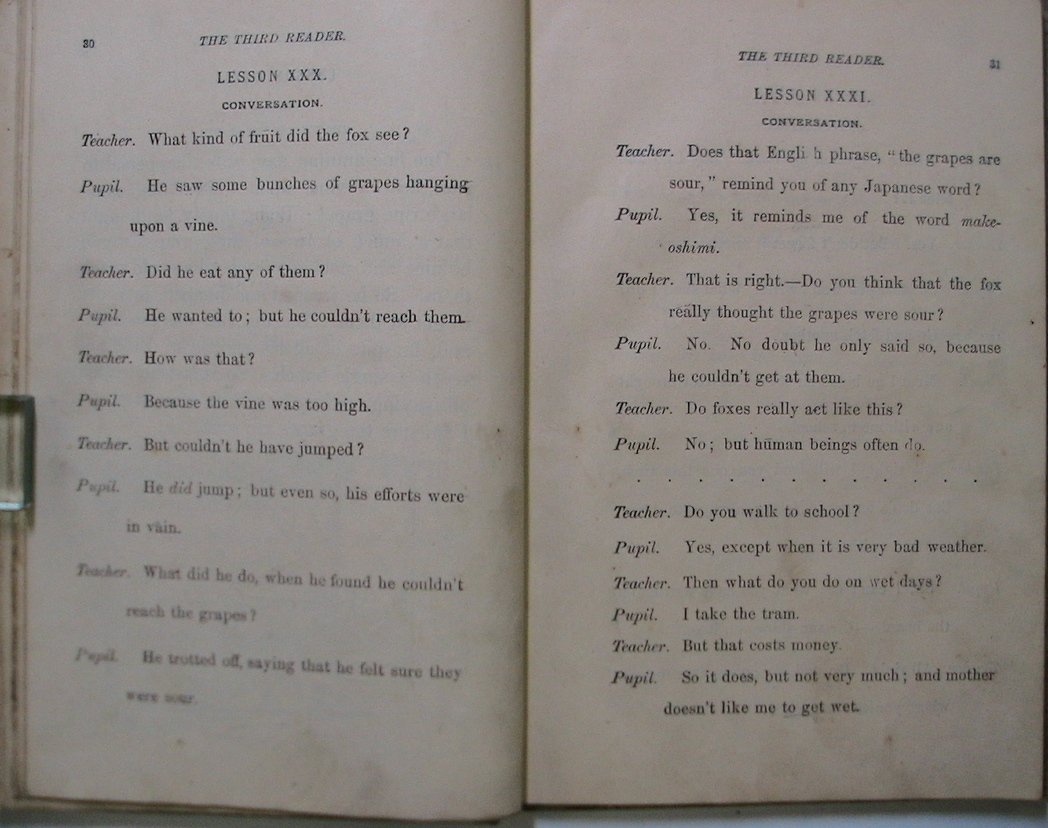 30
THE THIRD READER.
LESSON XXX.
CONVERSATION.
Teacher. What kind of fruit did the fox see?
Pupil. He saw some bunches of grapes hanging
upon a vine.
Teacher. Did he eat any of them?
Pupil. He wanted to; but he couldn't reach them.
Teacher. How was that?
Pupil. Because the vine was too high.
Teacher. But couldn't he have jumped?
Pupil. He did jump; but even so, his efforts were
in vain.
Teacher. What did he do, when he found he couldn't
reach the grapes?
Pupil. He trotted off, saying that he felt sure they
were sour.
THE THIRD READER.
31
LESSON XXXI.
CONVERSATION.
Teacher. Does that Engli h phrase, "the grapes are
sour," remind you of any Japanese word?
Pupil. Yes, it reminds me of the word make-
oshimi.
Teacher. That is right.—Do you think that the fox
really thought the grapes were sour?
Pupil. No. No doubt he only said so, because
he couldn't get at them.
Teacher. Do foxes really act like this?
Pupil. No; but human beings often do.
. . . . . . . . . . . .
Teacher. Do you walk to school?
Pupil. Yes, except when it is very bad weather.
Teacher. Then what do you do on wet days?
Pupil. I take the tram.
Teacher. But that costs money.
Pupil. So it does, but not very much; and mother
doesn't like me to get wet.